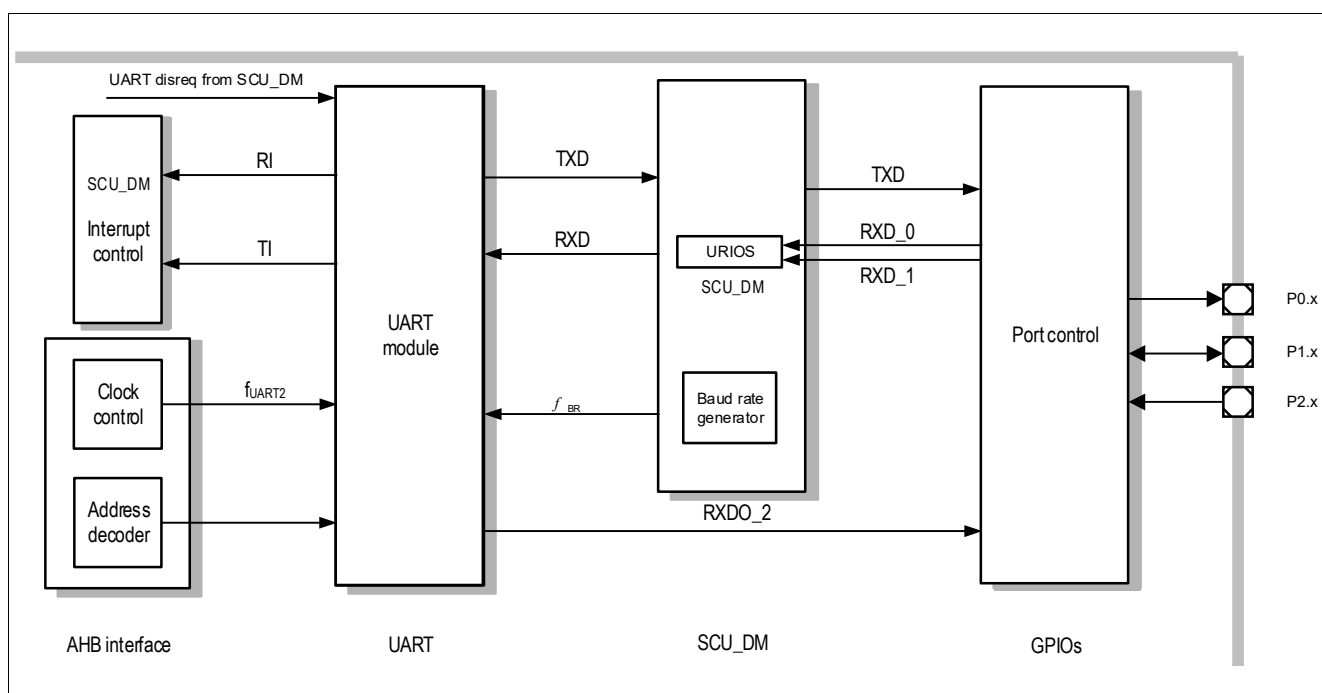 UART disreq from SCU_DM
RI
SCU_DM
Interrupt
control
TI
TXD
TXD
RXD
URIOS
SCU_DM
RXD_0
RXD_1
UART
module
Port control
P0.x
P1.x
P2.x
Clock
control
fUART2
f BR
Baud rate
generator
Address
decoder
RXDO_2
AHB interface
UART
SCU_DM
GPIOs